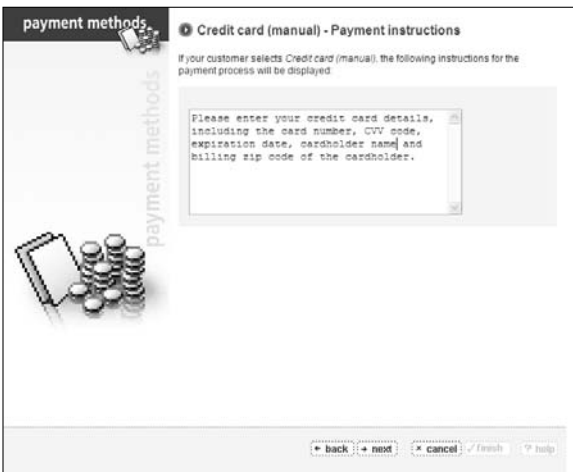 payment methods
payment methods
Credit card (manual) - Payment instructions
If your customer selects Credit card (manual), the following instructions for the
payment process will be displayed:
Please enter your credit card details,
including the card number, CVV code,
expiration date, cardholder name and
billing zip code of the cardholder.
back next cancel finish help